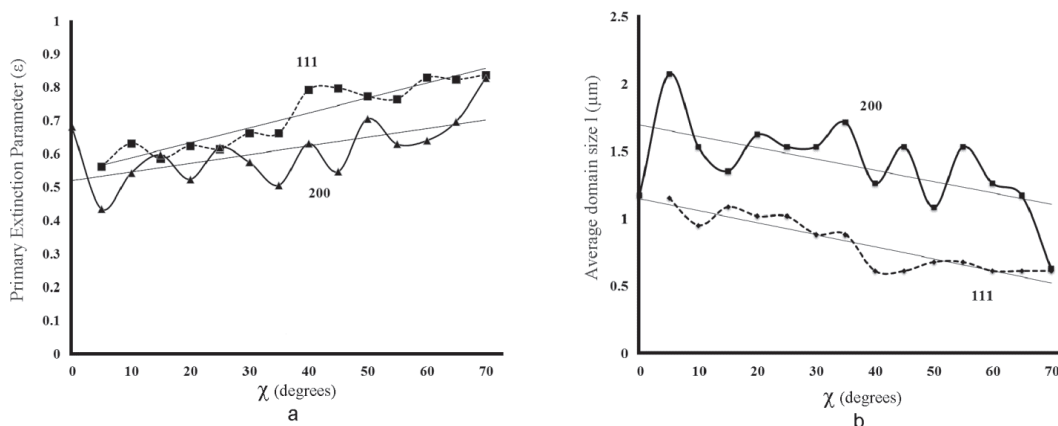 Primary Extinction Parameter (ε)
1
0.9
0.8
0.7
0.6
0.5
0.4
0.3
0.2
0.1
0
111
200
0 10 20 30 40 50 60 70
χ (degrees)
a
Average domain size l (μm)
2.5
2
1.5
1
0.5
0
200
111
0 10 20 30 40 50 60 70
χ (degrees)
b